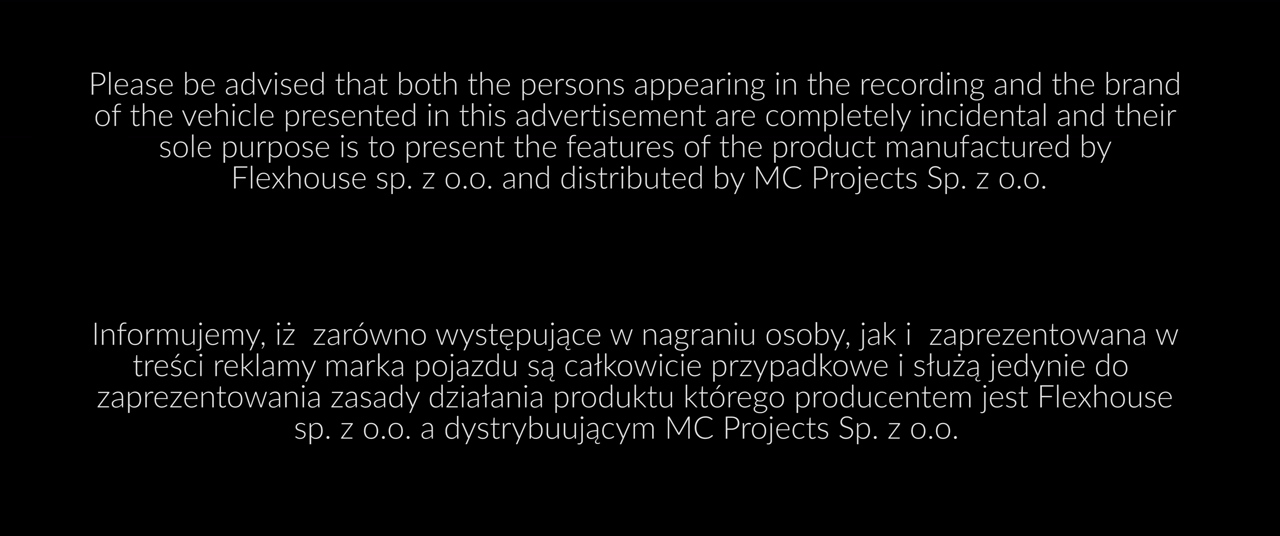 Please be advised that both the persons appearing in the recording and the brand
of the vehicle presented in this advertisement are completely incidental and their
sole purpose is to present the features of the product manufactured by
Flexhouse sp. z o.o. and distributed by MC Projects Sp. z o.o.
Informujemy, iż  zarówno występujące w nagraniu osoby, jak i  zaprezentowana w
treści reklamy marka pojazdu są całkowicie przypadkowe i służą jedynie do
zaprezentowania zasady działania produktu którego producentem jest Flexhouse
sp. z o.o. a dystrybuującym MC Projects Sp. z o.o.